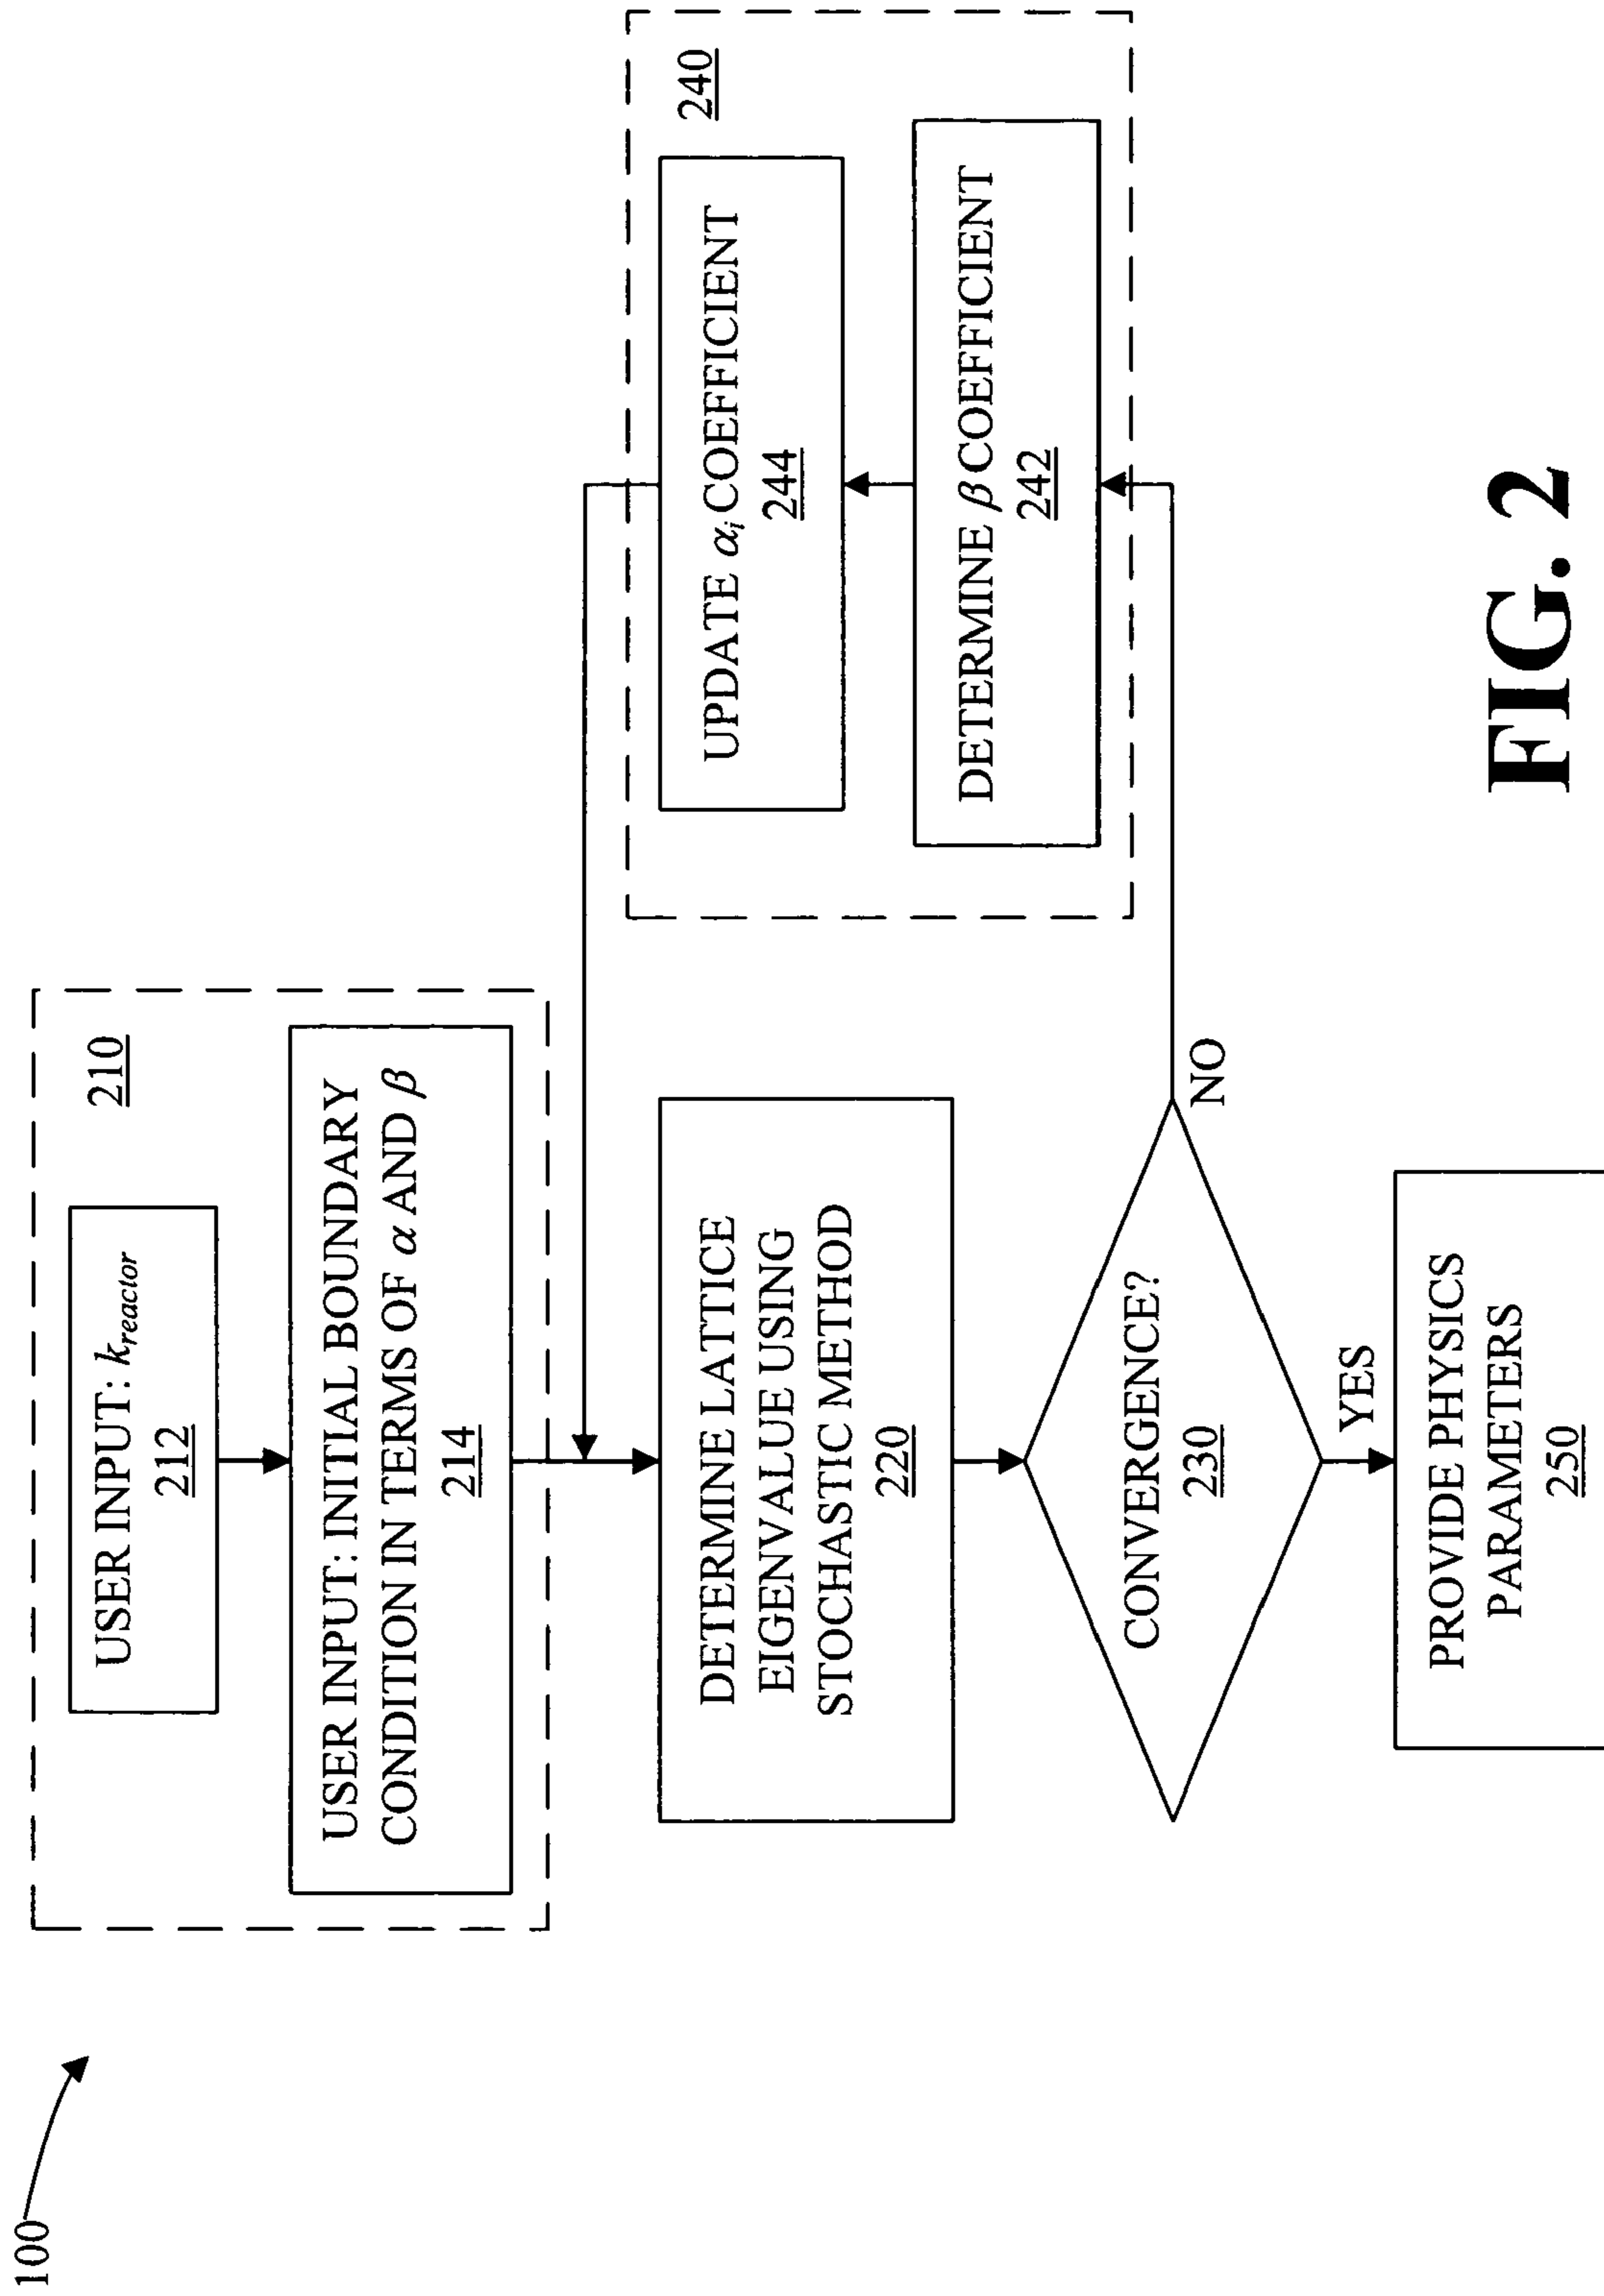 100
USER INPUT: kreactor
212
210
USER INPUT: INITIAL BOUNDARY
CONDITION IN TERMS OF α AND β
214
DETERMINE LATTICE
EIGENVALUE USING
STOCHASTIC METHOD
220
CONVERGENCE?
230
NO
YES
PROVIDE PHYSICS
PARAMETERS
250
240
UPDATE αi COEFFICIENT
244
DETERMINE β COEFFICIENT
242
FIG. 2